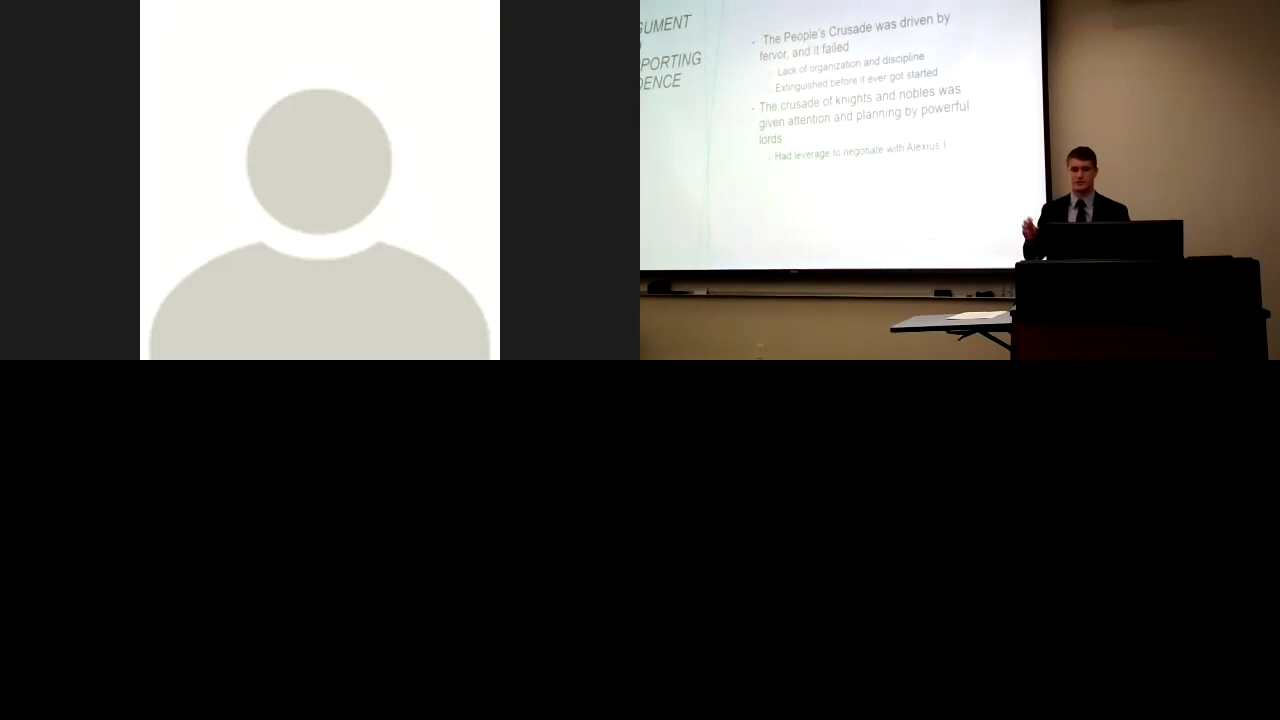 GUMENT
PORTING
DENCE
The People's Crusade was driven by
fervor, and it failed
Lack of organization and discipline
Extinguished before it ever got started
The crusade of knights and nobles was
given attention and planning by powerful
lords
Had leverage to negotiate with Alexius I